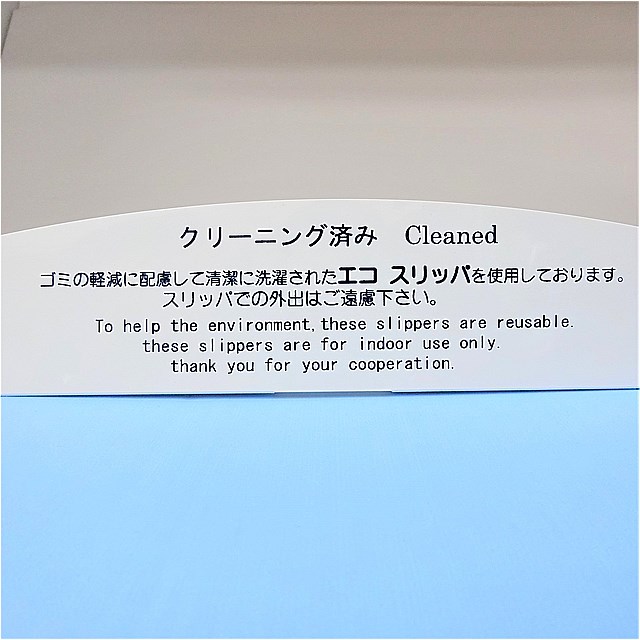 クリーニング済み Cleaned
ゴミの軽減に配慮して清潔に洗濯されたエコ スリッパを使用しております。
スリッパでの外出はご遠慮下さい。
To help the environment,these slippers are reusable.
these slippers are for indoor use only.
thank you for your cooperation.